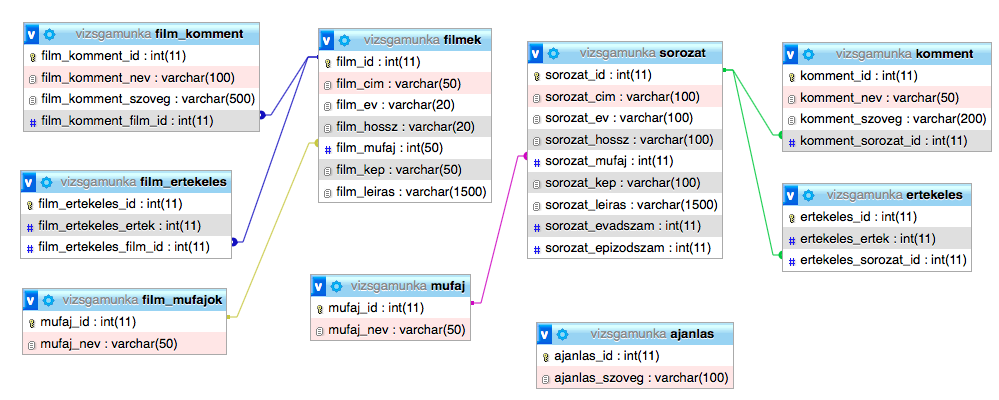 vizsgamunka film_komment
film_komment_id : int(11)
film_komment_nev : varchar(100)
film_komment_szoveg : varchar(500)
film_komment_film_id : int(11)
vizsgamunka filmek
film_id : int(11)
film_cim : varchar(50)
film_ev : varchar(20)
film_hossz : varchar(20)
film_mufaj : int(50)
film_kep : varchar(50)
film_leiras : varchar(1500)
vizsgamunka sorozat
sorozat_id : int(11)
sorozat_cim : varchar(100)
sorozat_ev : varchar(100)
sorozat_hossz : varchar(100)
sorozat_mufaj : int(11)
sorozat_kep : varchar(100)
sorozat_leiras : varchar(1500)
sorozat_evadszam : int(11)
sorozat_epizodszam : int(11)
vizsgamunka komment
komment_id : int(11)
komment_nev : varchar(50)
komment_szoveg : varchar(200)
komment_sorozat_id : int(11)
vizsgamunka film_ertekeles
film_ertekeles_id : int(11)
film_ertekeles_ertek : int(11)
film_ertekeles_film_id : int(11)
vizsgamunka ertekeles
ertekeles_id : int(11)
ertekeles_ertek : int(11)
ertekeles_sorozat_id : int(11)
vizsgamunka film_mufajok
mufaj_id : int(11)
mufaj_nev : varchar(50)
vizsgamunka mufaj
mufaj_id : int(11)
mufaj_nev : varchar(50)
vizsgamunka ajanlas
ajanlas_id : int(11)
ajanlas_szoveg : varchar(100)